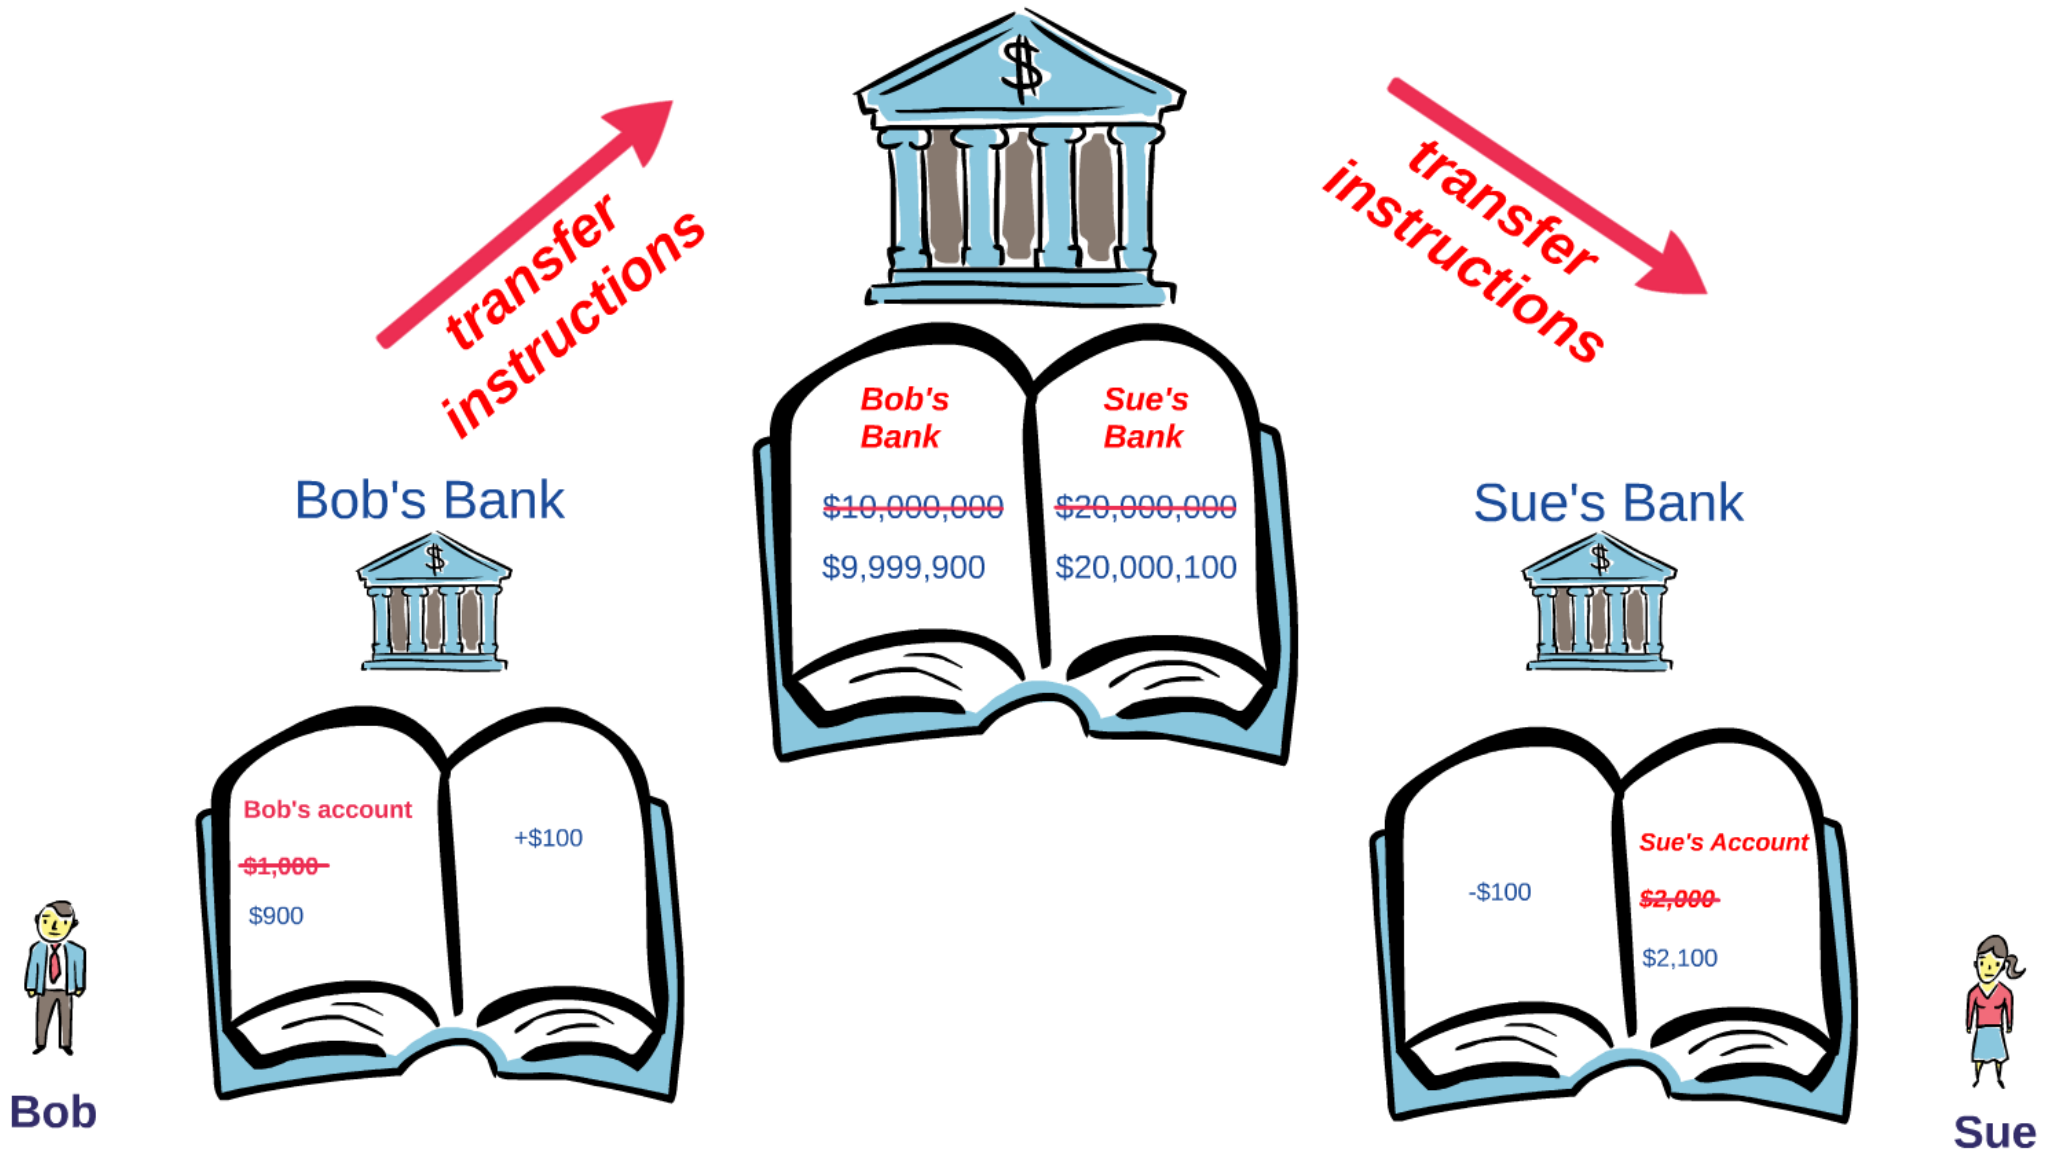 $
transfer
instructions
transfer
instructions
Bob's
Bank
$10,000,000
$9,999,900
Sue's
Bank
$20,000,000
$20,000,100
Bob's Bank
$
Sue's Bank
$
Bob's account
$1,000
$900
+$100
-$100
Sue's Account
$2,000
$2,100
Bob
Sue